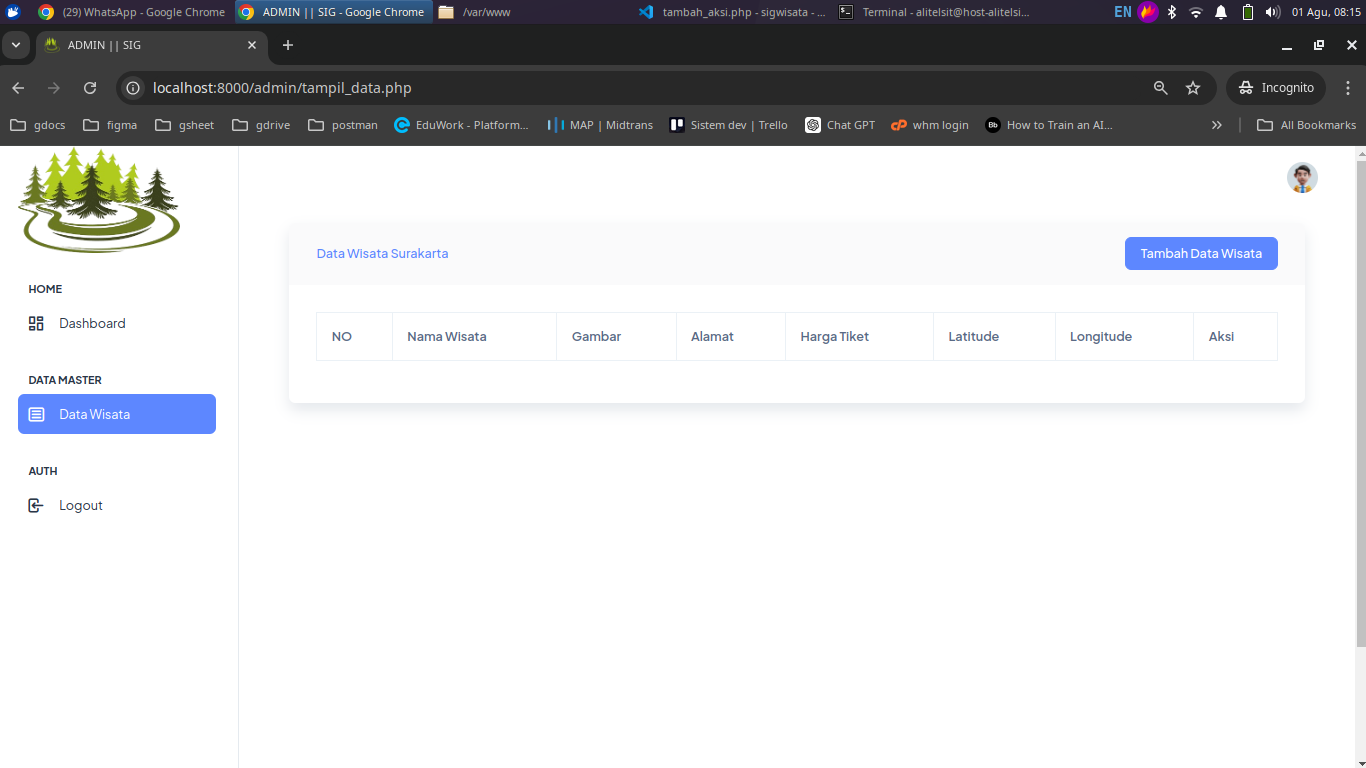 (29) WhatsApp - Google Chrome ADMIN || SIG - Google Chrome /var/www tambah_aksi.php - sigwisata - ... Terminal - alitelsit@host-alitelsi... EN 01 Agu, 08:15
ADMIN || SIG
localhost:8000/admin/tampil_data.php Incognito
gdocs figma gsheet gdrive postman EduWork - Platform... MAP | Midtrans Sistem dev | Trello Chat GPT cP whm login Bb How to Train an AI... All Bookmarks
Data Wisata Surakarta Tambah Data Wisata
HOME
Dashboard
NO Nama Wisata Gambar Alamat Harga Tiket Latitude Longitude Aksi
DATA MASTER
Data Wisata
AUTH
Logout